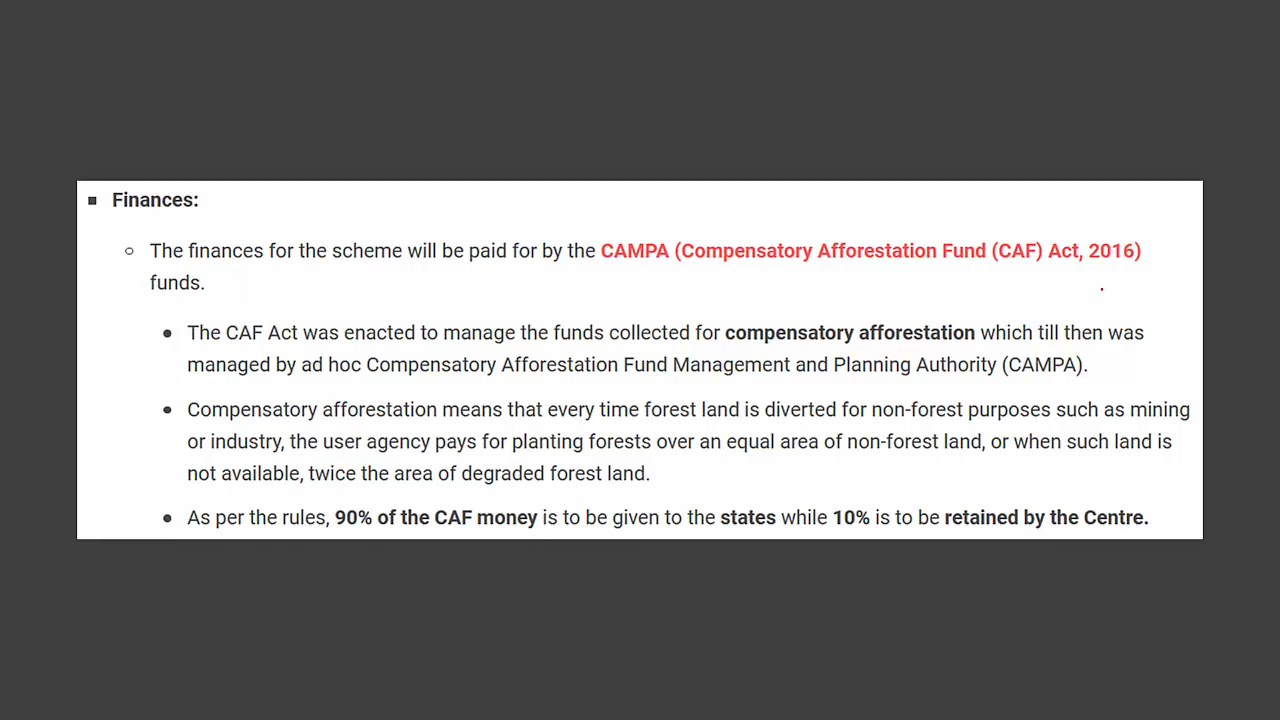 Finances:
The finances for the scheme will be paid for by the CAMPA (Compensatory Afforestation Fund (CAF) Act, 2016)
funds.
The CAF Act was enacted to manage the funds collected for compensatory afforestation which till then was
managed by ad hoc Compensatory Afforestation Fund Management and Planning Authority (CAMPA).
Compensatory afforestation means that every time forest land is diverted for non-forest purposes such as mining
or industry, the user agency pays for planting forests over an equal area of non-forest land, or when such land is
not available, twice the area of degraded forest land.
As per the rules, 90% of the CAF money is to be given to the states while 10% is to be retained by the Centre.